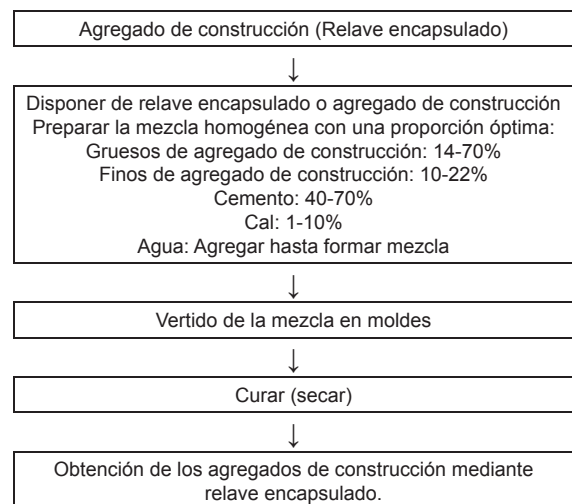 Agregado de construcción (Relave encapsulado)
↓
Disponer de relave encapsulado o agregado de construcción
Preparar la mezcla homogénea con una proporción óptima:
Gruesos de agregado de construcción: 14-70%
Finos de agregado de construcción: 10-22%
Cemento: 40-70%
Cal: 1-10%
Agua: Agregar hasta formar mezcla
↓
Vertido de la mezcla en moldes
↓
Curar (secar)
↓
Obtención de los agregados de construcción mediante
relave encapsulado.